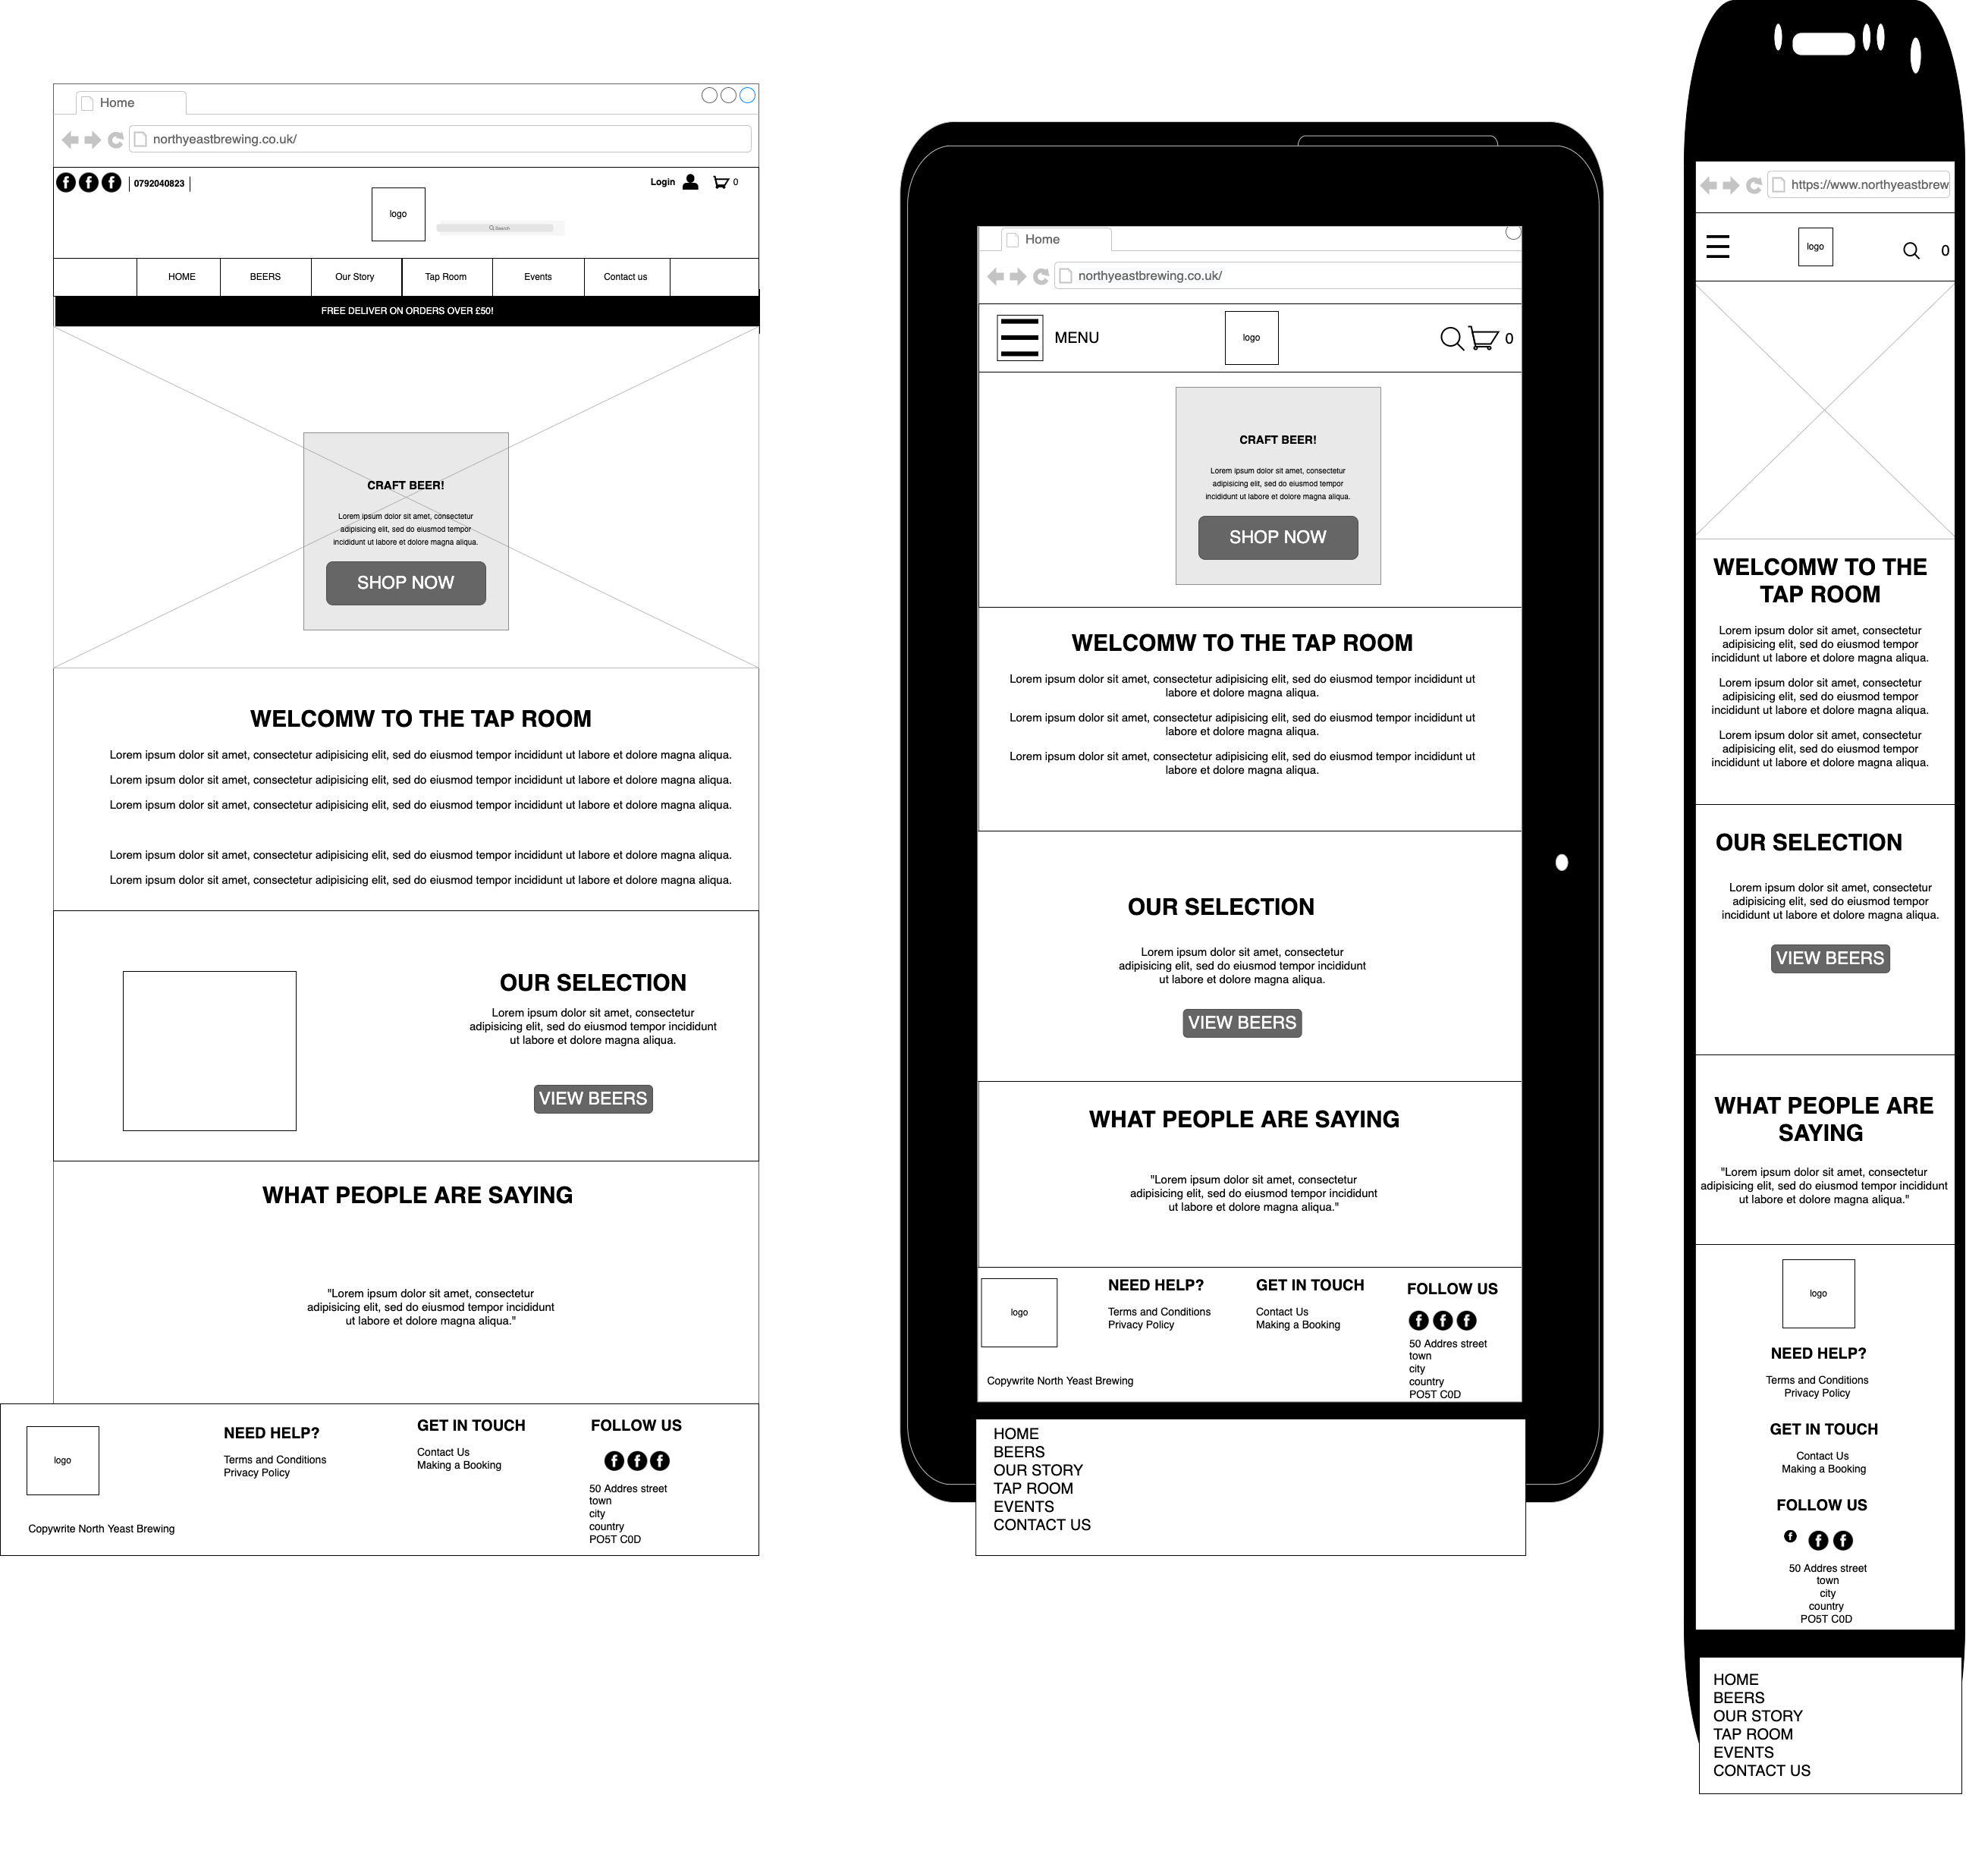 Home
northyeastbrewing.co.uk/
0792040823
Login
0
logo
Search
HOME
BEERS
Our Story
Tap Room
Events
Contact us
FREE DELIVER ON ORDERS OVER £50!
CRAFT BEER!
Lorem ipsum dolor sit amet, consectetur
adipisicing elit, sed do eiusmod tempor
incididunt ut labore et dolore magna aliqua.
SHOP NOW
WELCOMW TO THE TAP ROOM
Lorem ipsum dolor sit amet, consectetur adipisicing elit, sed do eiusmod tempor incididunt ut labore et dolore magna aliqua.
Lorem ipsum dolor sit amet, consectetur adipisicing elit, sed do eiusmod tempor incididunt ut labore et dolore magna aliqua.
Lorem ipsum dolor sit amet, consectetur adipisicing elit, sed do eiusmod tempor incididunt ut labore et dolore magna aliqua.
Lorem ipsum dolor sit amet, consectetur adipisicing elit, sed do eiusmod tempor incididunt ut labore et dolore magna aliqua.
Lorem ipsum dolor sit amet, consectetur adipisicing elit, sed do eiusmod tempor incididunt ut labore et dolore magna aliqua.
OUR SELECTION
Lorem ipsum dolor sit amet, consectetur
adipisicing elit, sed do eiusmod tempor incididunt
ut labore et dolore magna aliqua.
VIEW BEERS
WHAT PEOPLE ARE SAYING
"Lorem ipsum dolor sit amet, consectetur
adipisicing elit, sed do eiusmod tempor incididunt
ut labore et dolore magna aliqua."
logo
Copywrite North Yeast Brewing
NEED HELP?
Terms and Conditions
Privacy Policy
GET IN TOUCH
Contact Us
Making a Booking
FOLLOW US
50 Addres street
town
city
country
PO5T C0D
Home
northyeastbrewing.co.uk/
MENU
logo
0
CRAFT BEER!
Lorem ipsum dolor sit amet, consectetur
adipisicing elit, sed do eiusmod tempor
incididunt ut labore et dolore magna aliqua.
SHOP NOW
WELCOMW TO THE TAP ROOM
Lorem ipsum dolor sit amet, consectetur adipisicing elit, sed do eiusmod tempor incididunt ut
labore et dolore magna aliqua.
Lorem ipsum dolor sit amet, consectetur adipisicing elit, sed do eiusmod tempor incididunt ut
labore et dolore magna aliqua.
Lorem ipsum dolor sit amet, consectetur adipisicing elit, sed do eiusmod tempor incididunt ut
labore et dolore magna aliqua.
OUR SELECTION
Lorem ipsum dolor sit amet, consectetur
adipisicing elit, sed do eiusmod tempor incididunt
ut labore et dolore magna aliqua.
VIEW BEERS
WHAT PEOPLE ARE SAYING
"Lorem ipsum dolor sit amet, consectetur
adipisicing elit, sed do eiusmod tempor incididunt
ut labore et dolore magna aliqua."
logo
Copywrite North Yeast Brewing
NEED HELP?
Terms and Conditions
Privacy Policy
GET IN TOUCH
Contact Us
Making a Booking
FOLLOW US
50 Addres street
town
city
country
PO5T C0D
HOME
BEERS
OUR STORY
TAP ROOM
EVENTS
CONTACT US
https://www.northyeastbrew
logo
0
WELCOMW TO THE
TAP ROOM
Lorem ipsum dolor sit amet, consectetur
adipisicing elit, sed do eiusmod tempor
incididunt ut labore et dolore magna aliqua.
Lorem ipsum dolor sit amet, consectetur
adipisicing elit, sed do eiusmod tempor
incididunt ut labore et dolore magna aliqua.
Lorem ipsum dolor sit amet, consectetur
adipisicing elit, sed do eiusmod tempor
incididunt ut labore et dolore magna aliqua.
OUR SELECTION
Lorem ipsum dolor sit amet, consectetur
adipisicing elit, sed do eiusmod tempor
incididunt ut labore et dolore magna aliqua.
VIEW BEERS
WHAT PEOPLE ARE
SAYING
"Lorem ipsum dolor sit amet, consectetur
adipisicing elit, sed do eiusmod tempor incididunt
ut labore et dolore magna aliqua."
logo
NEED HELP?
Terms and Conditions
Privacy Policy
GET IN TOUCH
Contact Us
Making a Booking
FOLLOW US
50 Addres street
town
city
country
PO5T C0D
HOME
BEERS
OUR STORY
TAP ROOM
EVENTS
CONTACT US